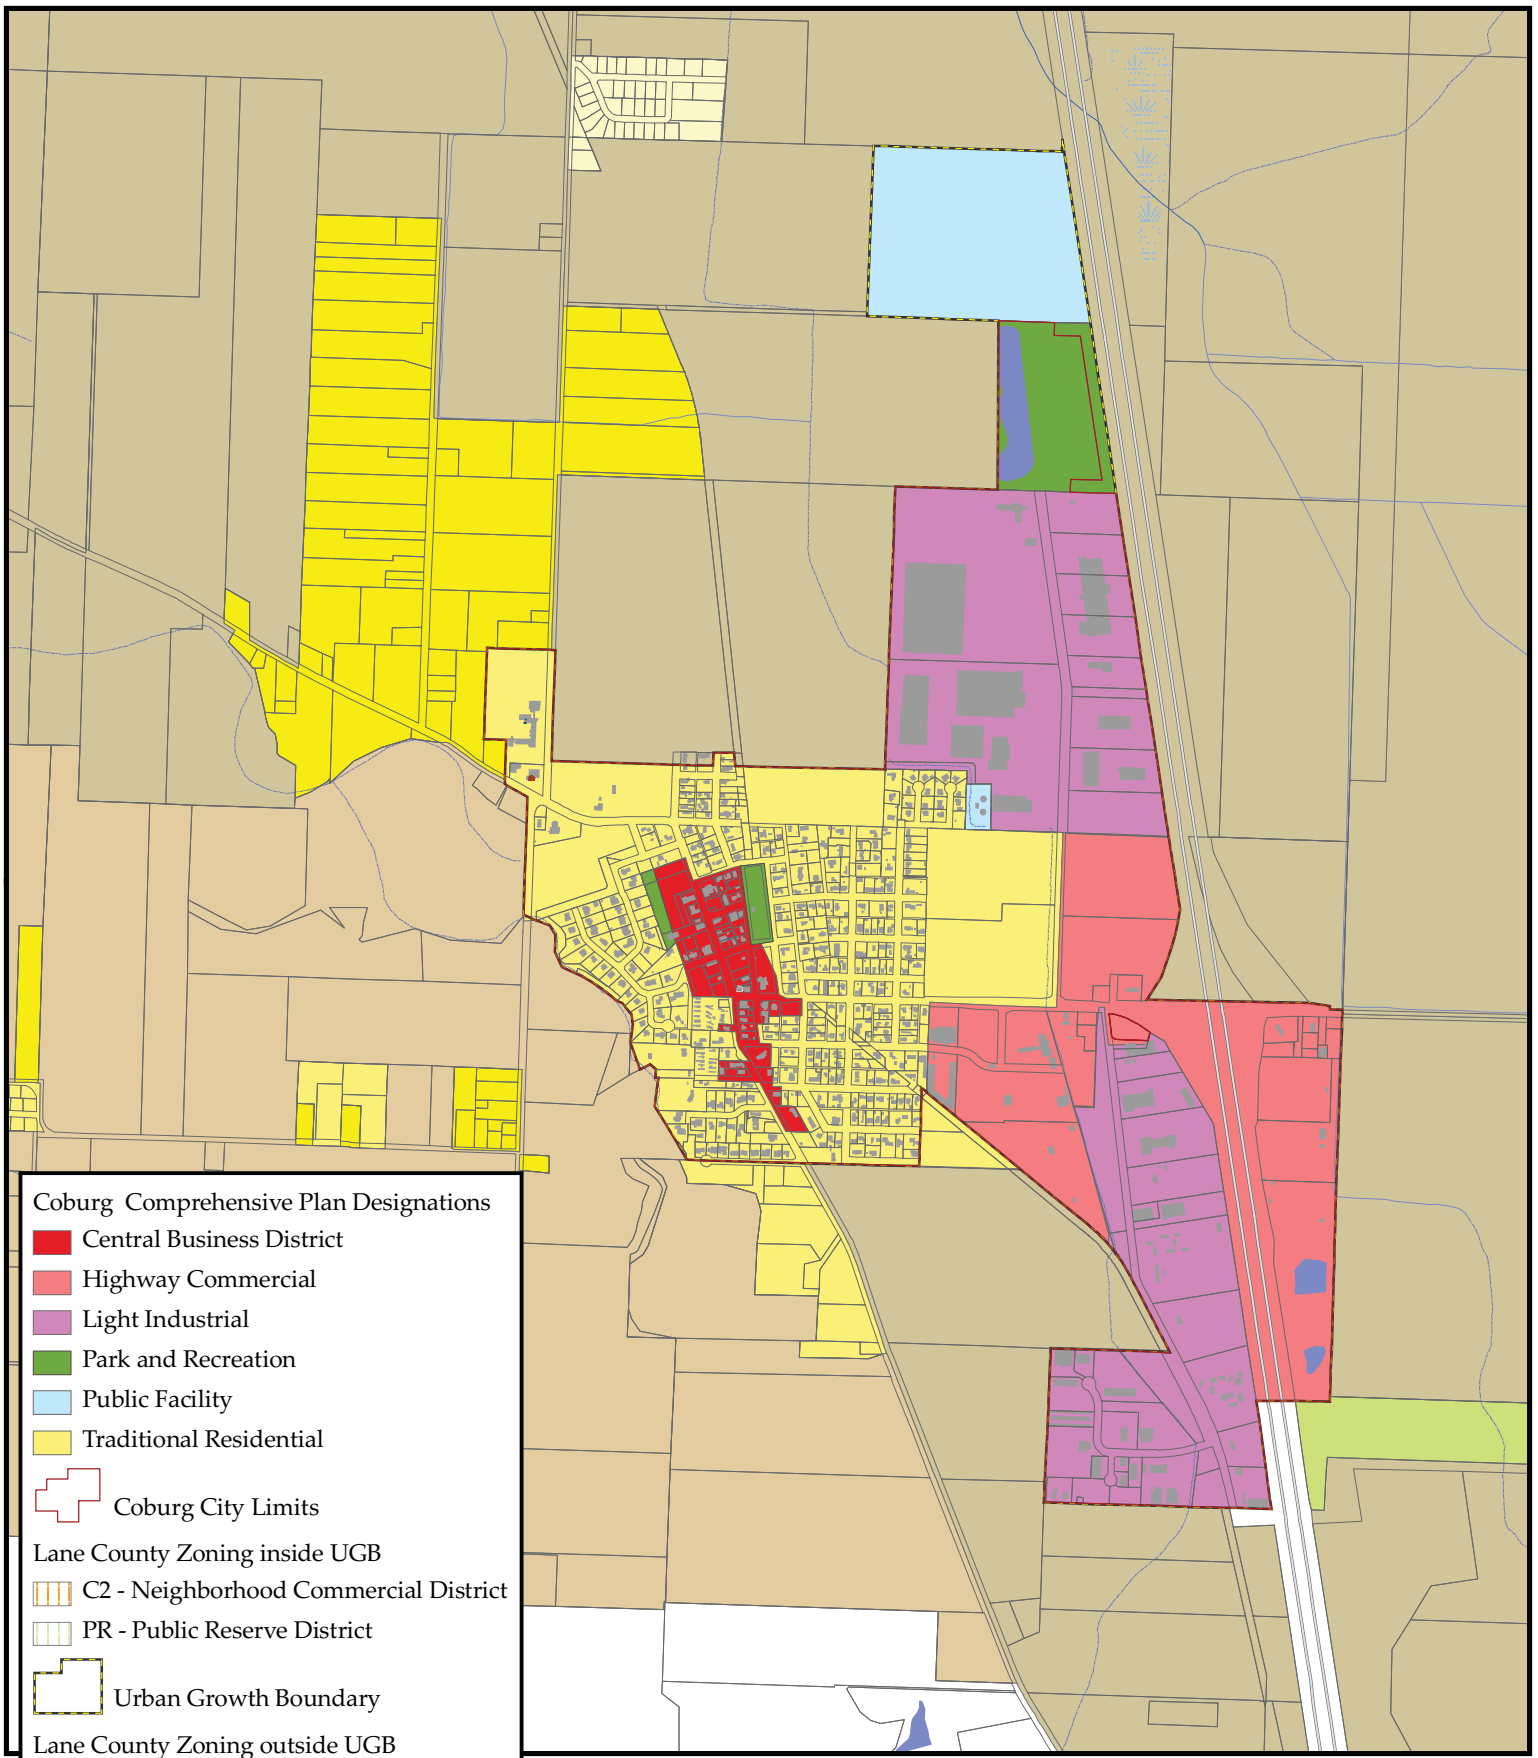 Coburg Comprehensive Plan Designations
Central Business District
Highway Commercial
Light Industrial
Park and Recreation
Public Facility
Traditional Residential
Coburg City Limits
Lane County Zoning inside UGB
C2 - Neighborhood Commercial District
PR - Public Reserve District
Urban Growth Boundary
Lane County Zoning outside UGB